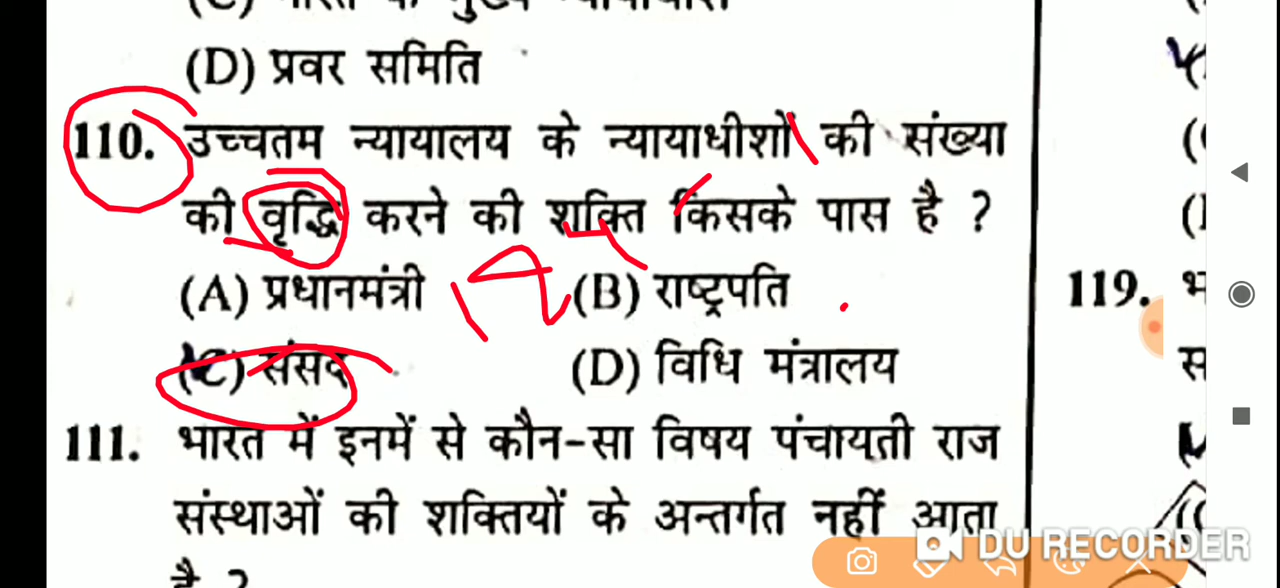 (D) प्रवर समिति
110. उच्चतम न्यायालय के न्यायाधीशों की संख्या
की वृद्धि करने की शक्ति किसके पास है ?
(A) प्रधानमंत्री (B) राष्ट्रपति
(C) संसद (D) विधि मंत्रालय
111. भारत में इनमें से कौन-सा विषय पंचायती राज
संस्थाओं की शक्तियों के अन्तर्गत नहीं आता
है ?
119.
DU RECORDER